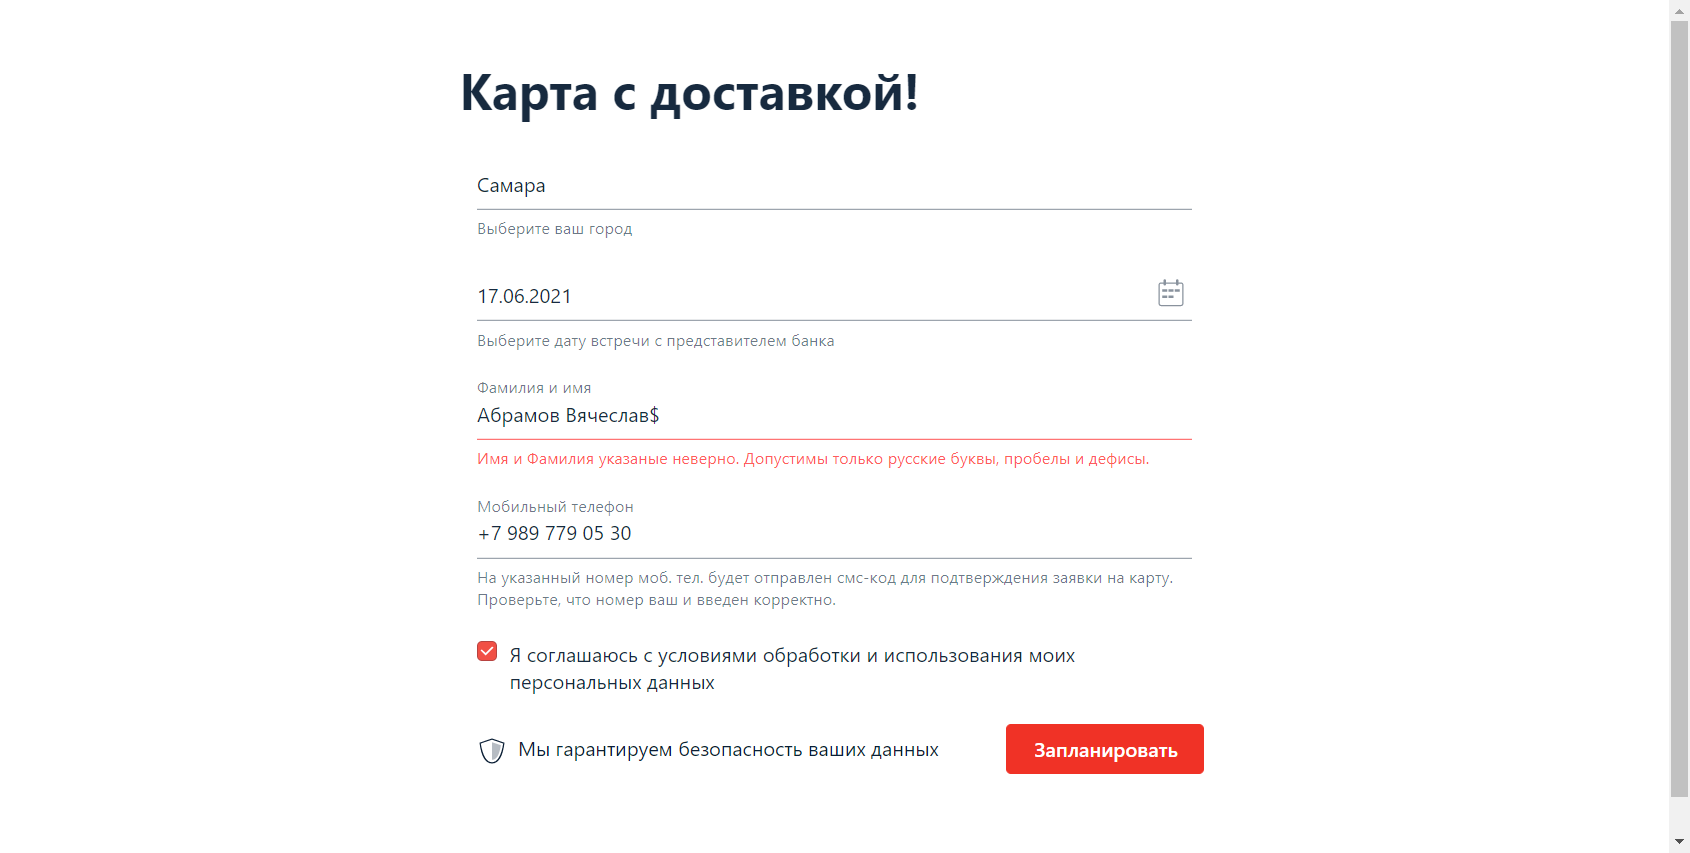 Карта с доставкой!
Самара
Выберите ваш город
17.06.2021
Выберите дату встречи с представителем банка
Фамилия и имя
Абрамов Вячеслав$
Имя и Фамилия указаные неверно. Допустимы только русские буквы, пробелы и дефисы.
Мобильный телефон
+7 989 779 05 30
На указанный номер моб. тел. будет отправлен смс-код для подтверждения заявки на карту.
Проверьте, что номер ваш и введен корректно.
Я соглашаюсь с условиями обработки и использования моих
персональных данных
Мы гарантируем безопасность ваших данных
Запланировать